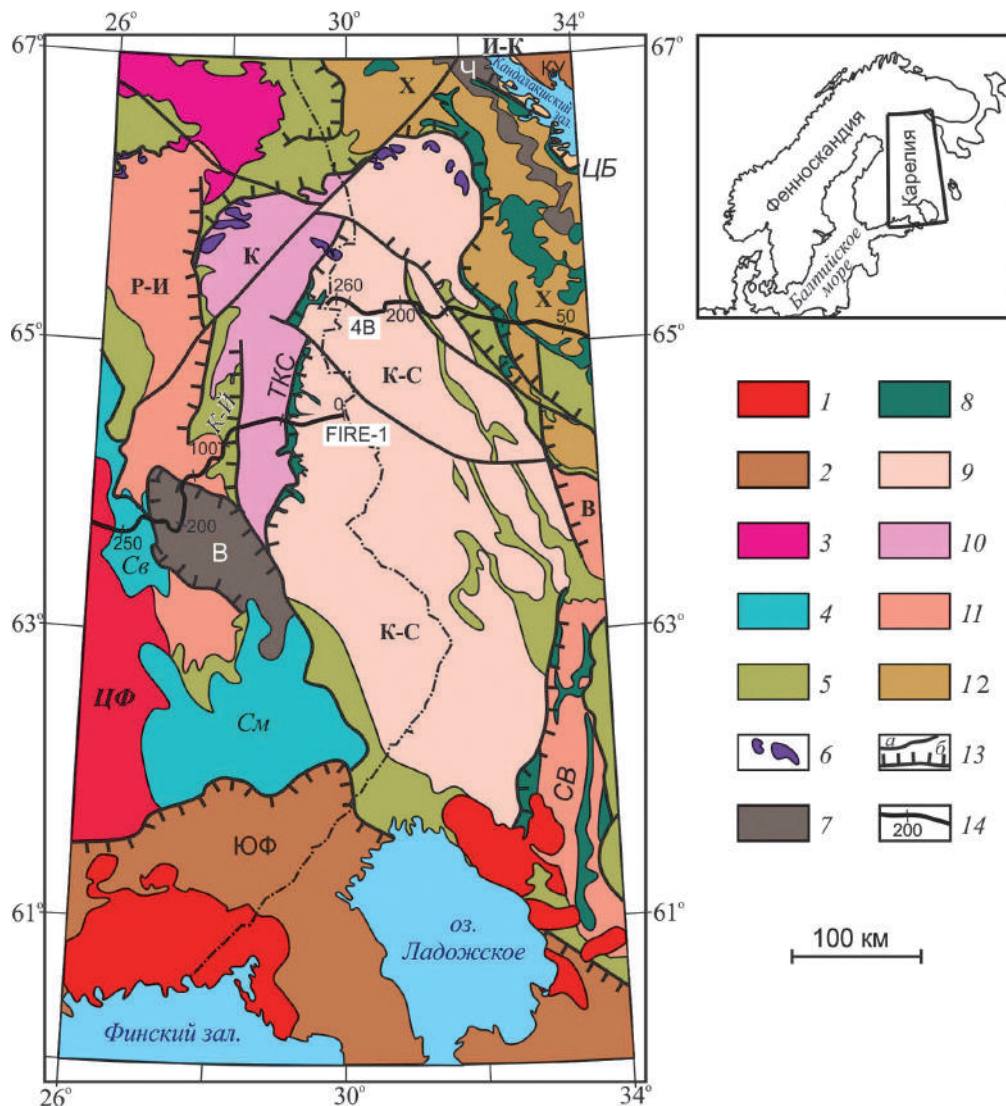 26°
30°
34°
67°
67°
И-К
КУ
Ч
Х
Кандалакшский
зал.
ЦБ
К
Р-И
Х
260
200
50
4В
65°
65°
К-С
ТКС
К-Й
0
FIRE-1
100
В
200
250
Св
В
63°
63°
К-С
ЦФ
См
СВ
ЮФ
61°
61°
оз.
Ладожское
Финский зал.
26°
28°
30°
34°
Фенноскандия
Карелия
Балтийское
море
1
8
2
9
3
10
4
11
5
12
6
а
б
13
7
200
14
100 км